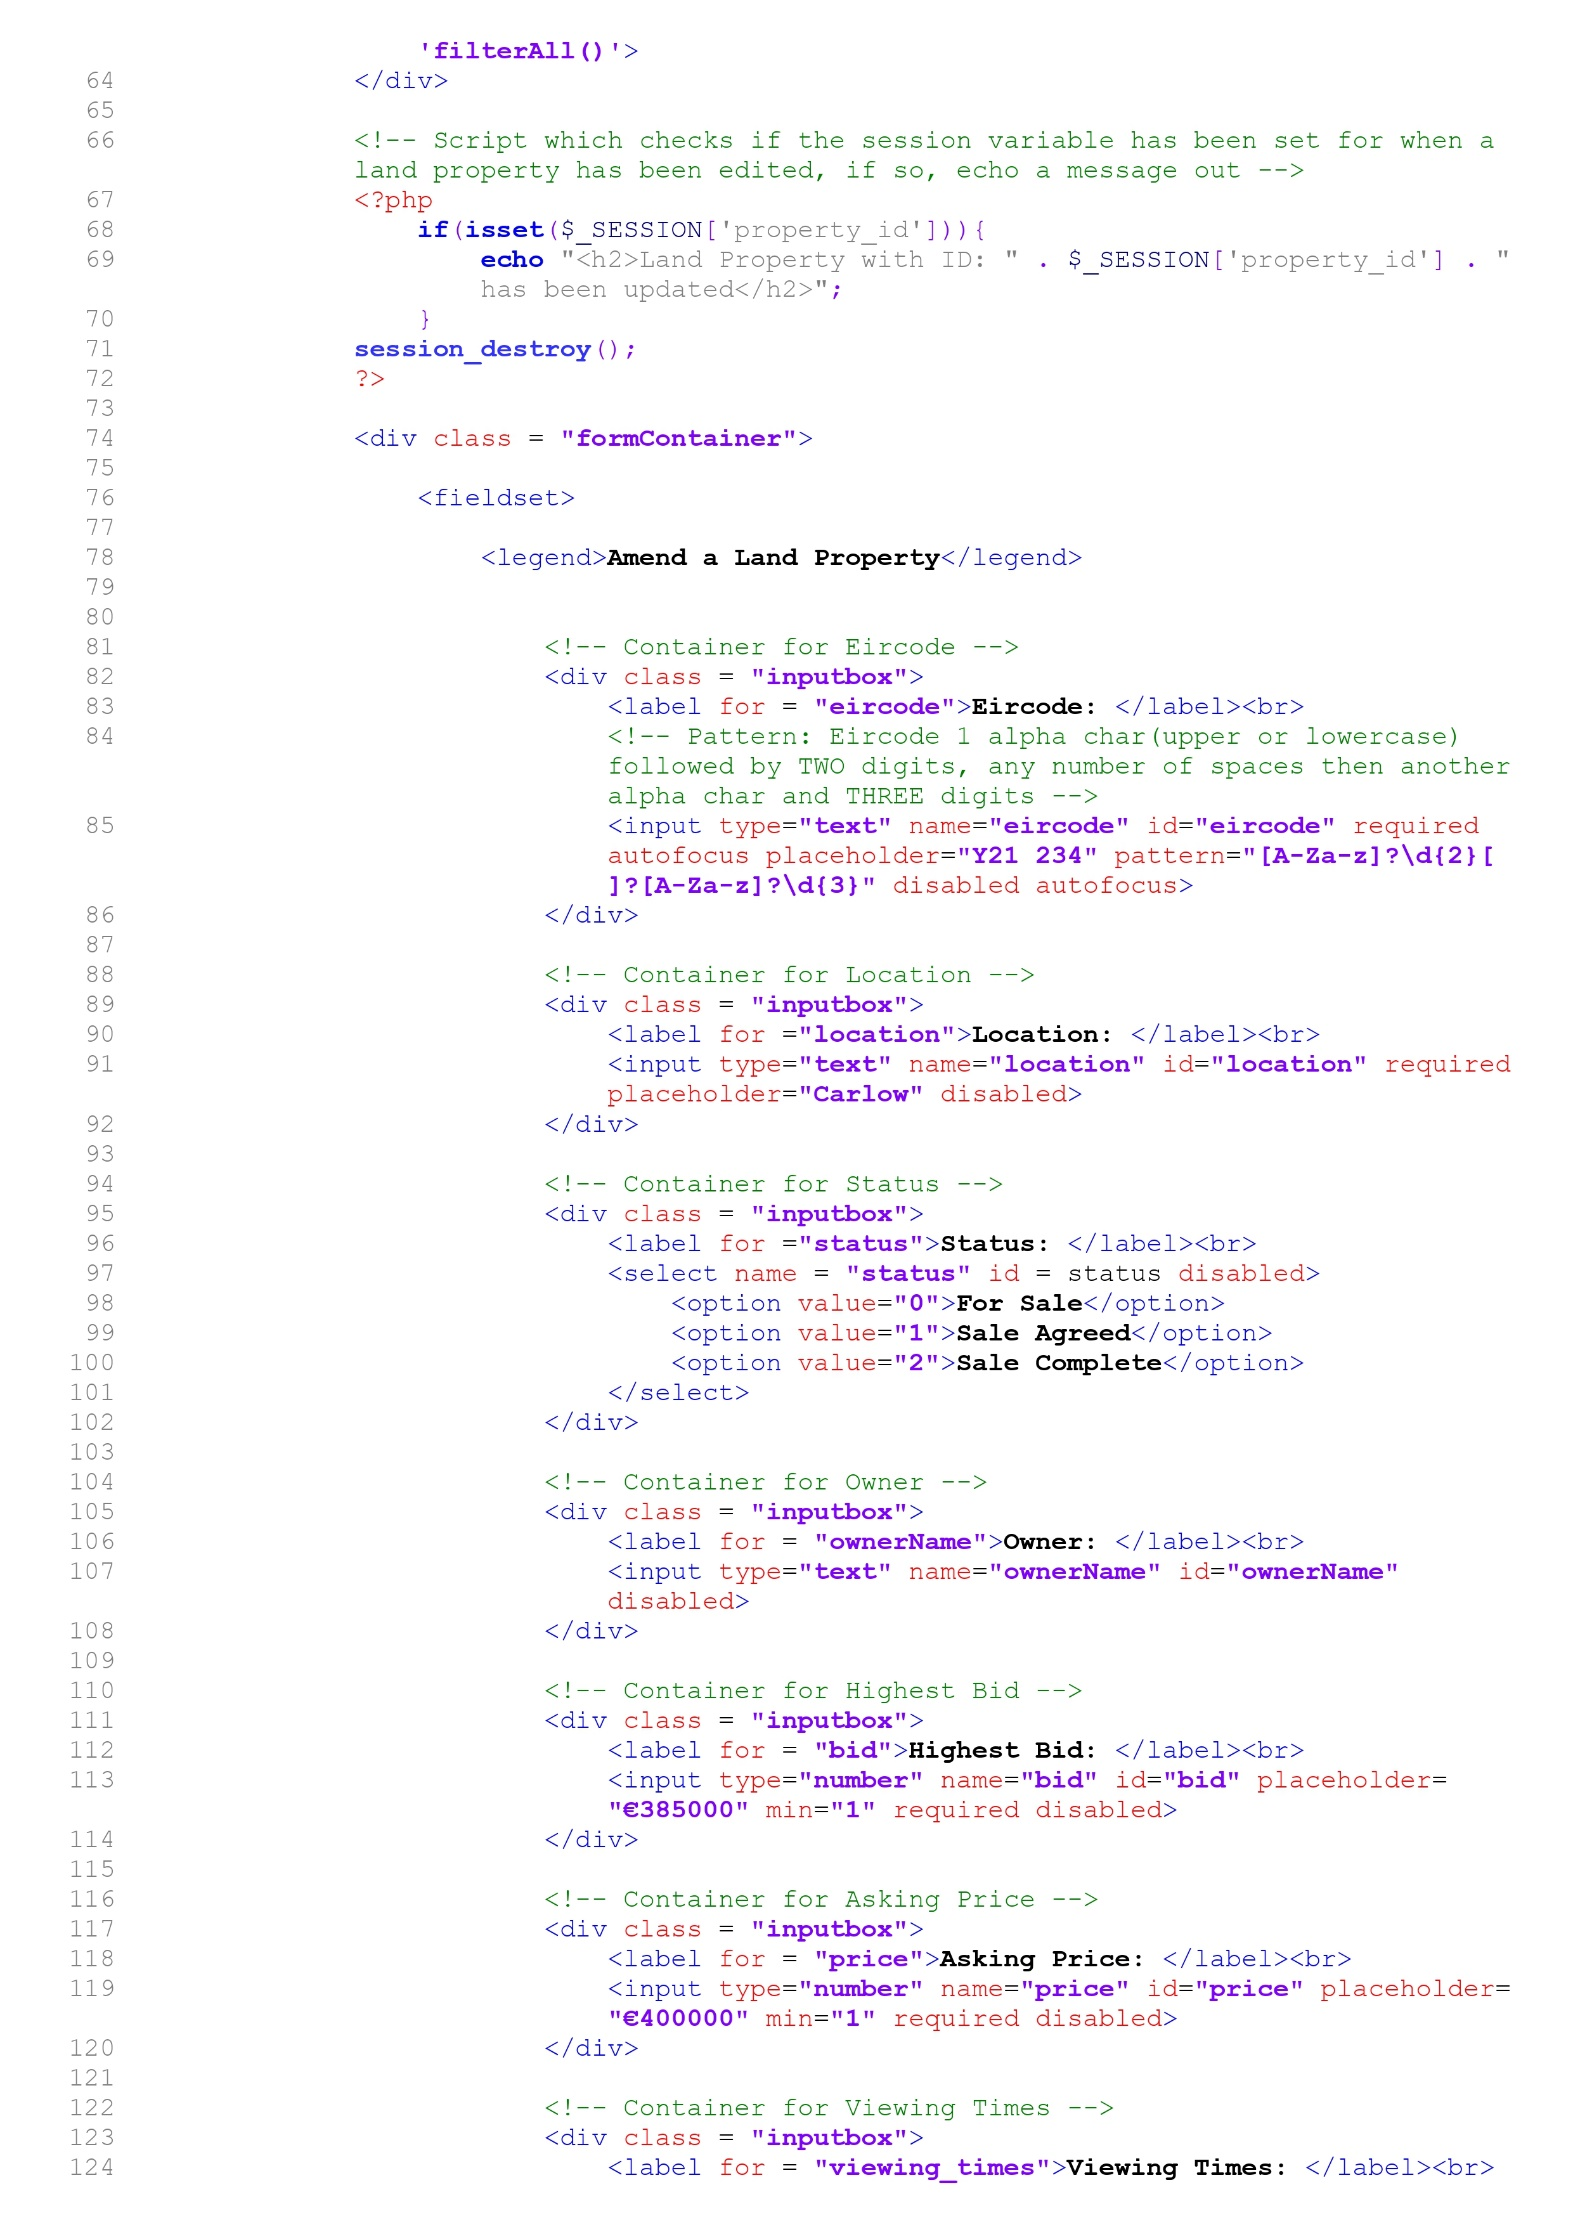 'filterAll()'>
64 </div>
65
66 <!-- Script which checks if the session variable has been set for when a
land property has been edited, if so, echo a message out -->
67 <?php
68 if(isset($_SESSION['property_id'])){
69 echo "<h2>Land Property with ID: " . $_SESSION['property_id'] . "
has been updated</h2>";
70 }
71 session_destroy();
72 ?>
73
74 <div class = "formContainer">
75
76 <fieldset>
77
78 <legend>Amend a Land Property</legend>
79
80
81 <!-- Container for Eircode -->
82 <div class = "inputbox">
83 <label for = "eircode">Eircode: </label><br>
84 <!-- Pattern: Eircode 1 alpha char(upper or lowercase)
followed by TWO digits, any number of spaces then another
alpha char and THREE digits -->
85 <input type="text" name="eircode" id="eircode" required
autofocus placeholder="Y21 234" pattern="[A-Za-z]?\d{2}[
]?[A-Za-z]?\d{3}" disabled autofocus>
86 </div>
87
88 <!-- Container for Location -->
89 <div class = "inputbox">
90 <label for ="location">Location: </label><br>
91 <input type="text" name="location" id="location" required
placeholder="Carlow" disabled>
92 </div>
93
94 <!-- Container for Status -->
95 <div class = "inputbox">
96 <label for ="status">Status: </label><br>
97 <select name = "status" id = status disabled>
98 <option value="0">For Sale</option>
99 <option value="1">Sale Agreed</option>
100 <option value="2">Sale Complete</option>
101 </select>
102 </div>
103
104 <!-- Container for Owner -->
105 <div class = "inputbox">
106 <label for = "ownerName">Owner: </label><br>
107 <input type="text" name="ownerName" id="ownerName"
disabled>
108 </div>
109
110 <!-- Container for Highest Bid -->
111 <div class = "inputbox">
112 <label for = "bid">Highest Bid: </label><br>
113 <input type="number" name="bid" id="bid" placeholder=
"€385000" min="1" required disabled>
114 </div>
115
116 <!-- Container for Asking Price -->
117 <div class = "inputbox">
118 <label for = "price">Asking Price: </label><br>
119 <input type="number" name="price" id="price" placeholder=
"€400000" min="1" required disabled>
120 </div>
121
122 <!-- Container for Viewing Times -->
123 <div class = "inputbox">
124 <label for = "viewing_times">Viewing Times: </label><br>